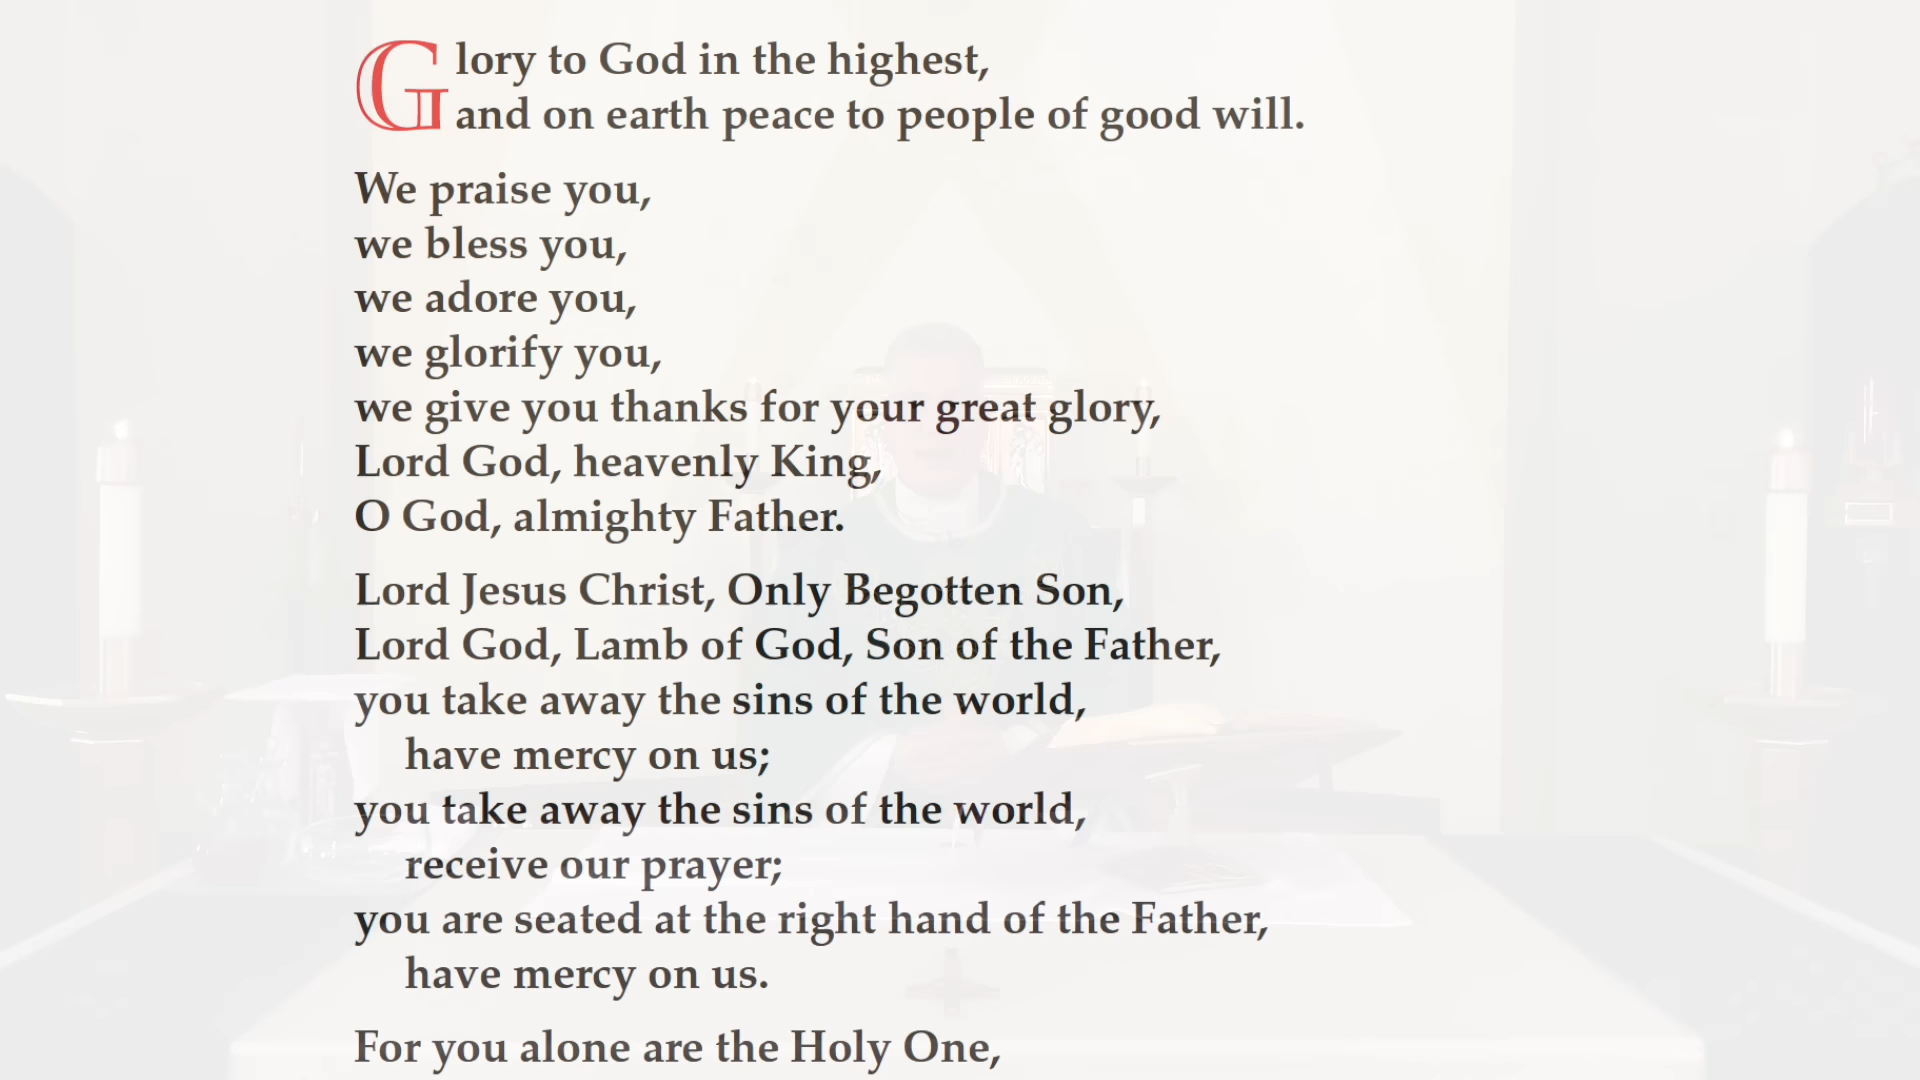 Glory to God in the highest,
and on earth peace to people of good will.
We praise you,
we bless you,
we adore you,
we glorify you,
we give you thanks for your great glory,
Lord God, heavenly King,
O God, almighty Father.
Lord Jesus Christ, Only Begotten Son,
Lord God, Lamb of God, Son of the Father,
you take away the sins of the world,
have mercy on us;
you take away the sins of the world,
receive our prayer;
you are seated at the right hand of the Father,
have mercy on us.
For you alone are the Holy One,